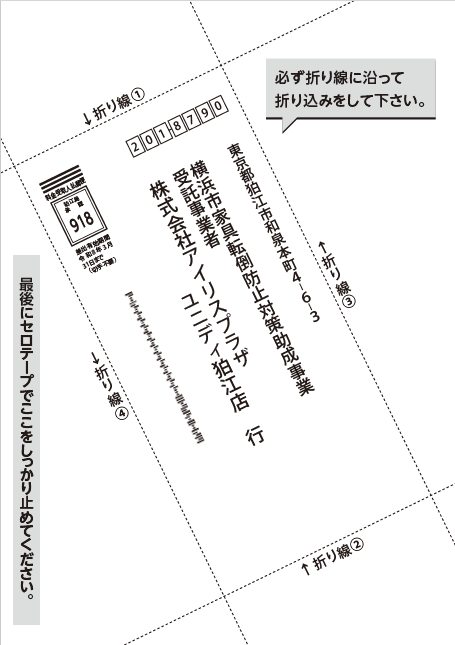 必ず折り線に沿って
折り込みをして下さい。
↓折り線①
2018790
料金受取人払郵便
狛江局
承認
918
差出有効期間
令和8年3月
31日まで
(切手不要)
東京都狛江市和泉本町4-6-3
横浜市家具転倒防止対策助成事業
受託事業者
株式会社アイリスプラザ
ユニディ狛江店 行
↑折り線③
↓折り線④
↑折り線②
最後にセロテープでここをしっかり止めてください。